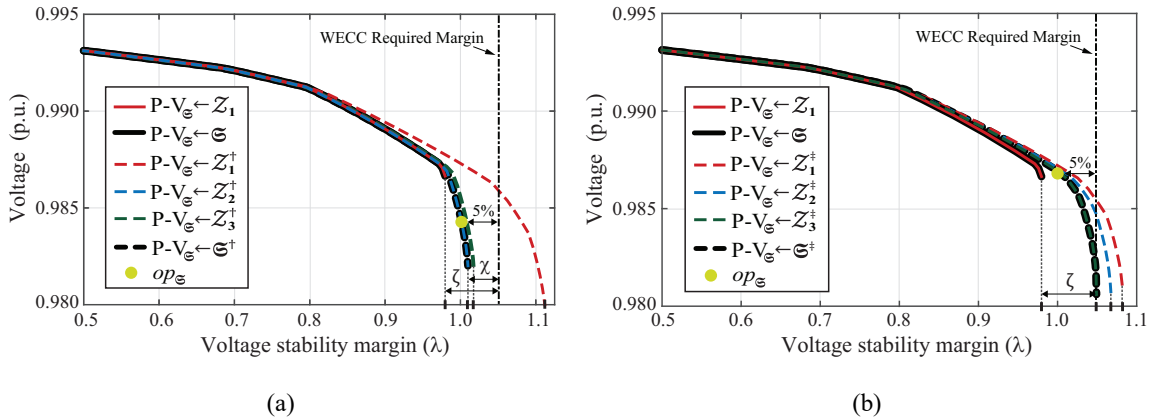 0.995
0.990
0.985
0.980
Voltage (p.u.)
WECC Required Margin
P-V𝔖←𝒵1
P-V𝔖←𝔖
P-V𝔖←𝒵1†
P-V𝔖←𝒵2†
P-V𝔖←𝒵3†
P-V𝔖←𝔖†
op𝔖
5%
ζ
χ
0.5 0.6 0.7 0.8 0.9 1.0 1.1
Voltage stability margin (λ)
(a)
0.995
0.990
0.985
0.980
Voltage (p.u.)
WECC Required Margin
P-V𝔖←𝒵1
P-V𝔖←𝔖
P-V𝔖←𝒵1‡
P-V𝔖←𝒵2‡
P-V𝔖←𝒵3‡
P-V𝔖←𝔖‡
op𝔖
5%
ζ
0.5 0.6 0.7 0.8 0.9 1.0 1.1
Voltage stability margin (λ)
(b)